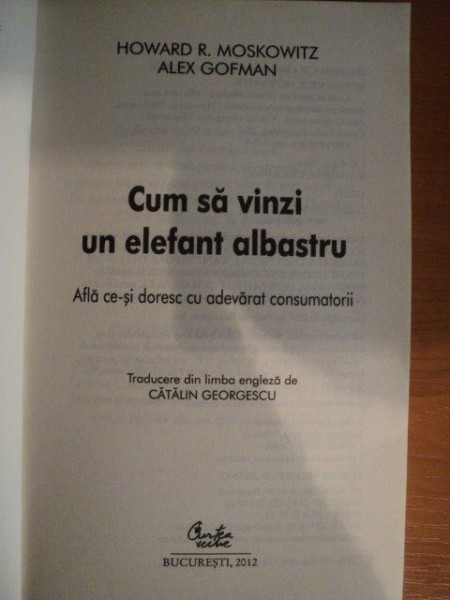 HOWARD R. MOSKOWITZ
ALEX GOFMAN
Cum să vinzi
un elefant albastru
Află ce-și doresc cu adevărat consumatorii
Traducere din limba engleză de
CĂTĂLIN GEORGESCU
Curtea
veche
BUCUREȘTI, 2012